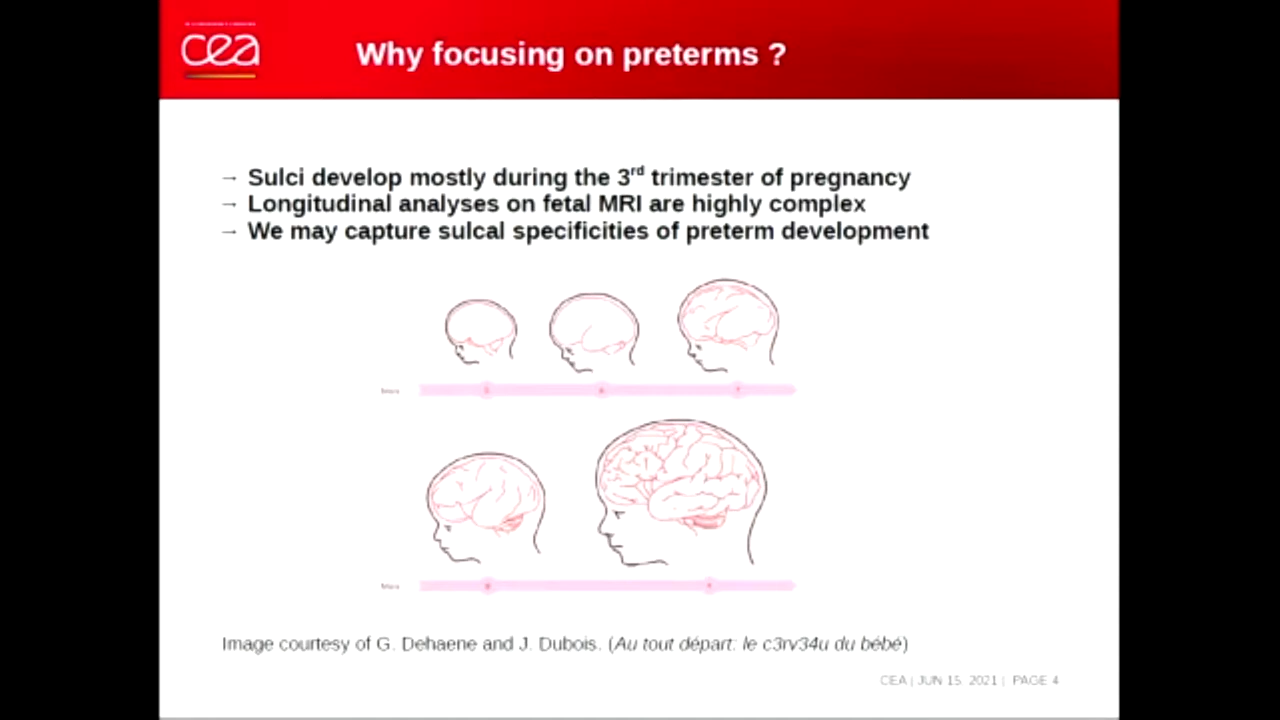 cea
Why focusing on preterms ?
→ Sulci develop mostly during the 3rd trimester of pregnancy
→ Longitudinal analyses on fetal MRI are highly complex
→ We may capture sulcal specificities of preterm development
Image courtesy of G. Dehaene and J. Dubois. (Au tout départ: le c3rv34u du bébé)
CEA | JUN 15. 2021 | PAGE 4